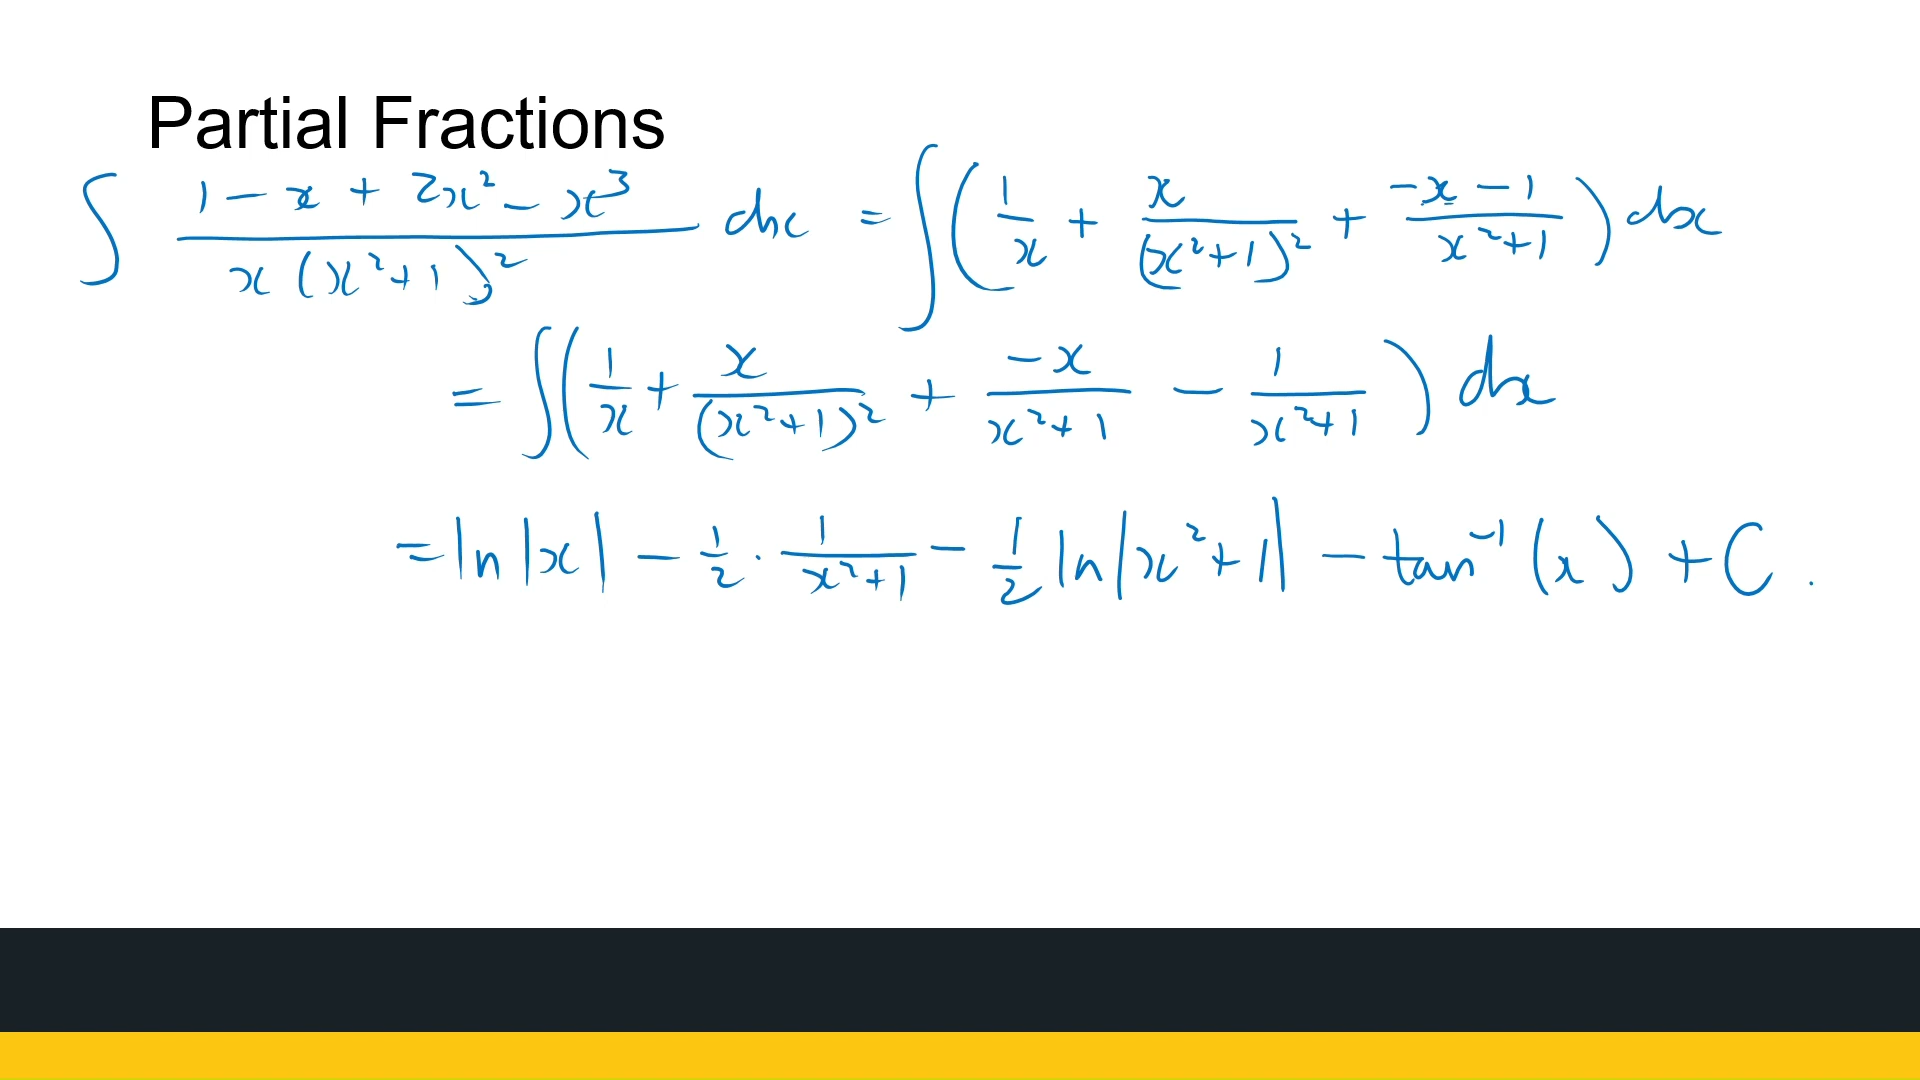 Partial Fractions
∫ (1 - x + 2x² - x³)/(x(x²+1)²) dx = ∫(1/x + x/(x²+1)² + (-x-1)/(x²+1)) dx
= ∫(1/x + x/(x²+1)² + -x/(x²+1) - 1/(x²+1)) dx
= ln|x| - 1/2 · 1/(x²+1) - 1/2 ln|x²+1| - tan⁻¹(x) + C.